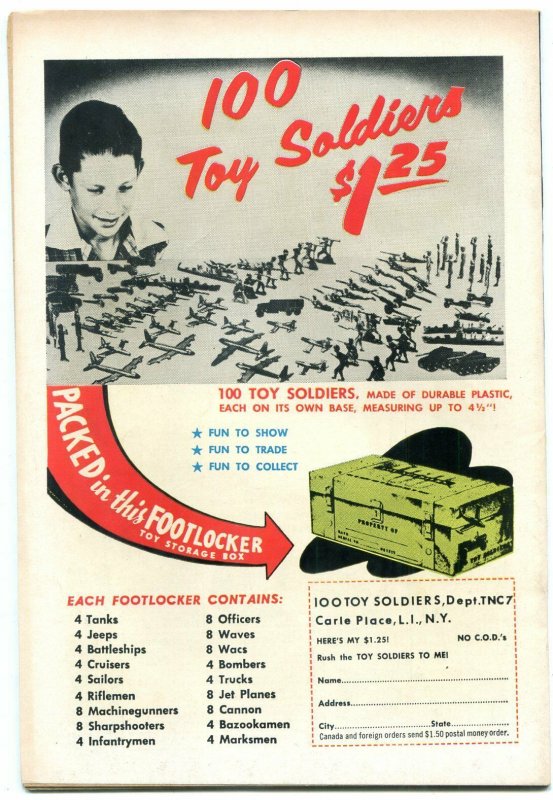 100
Toy Soldiers
$1.25
100 TOY SOLDIERS. MADE OF DURABLE PLASTIC,
EACH ON ITS OWN BASE, MEASURING UP TO 4½"!
★ FUN TO SHOW
★ FUN TO TRADE
★ FUN TO COLLECT
PACKED in this FOOTLOCKER
TOY STORAGE BOX
PROPERTY OF
TOY SOLDIERS
EACH FOOTLOCKER CONTAINS:
4 Tanks
4 Jeeps
4 Battleships
4 Cruisers
4 Sailors
4 Riflemen
8 Machinegunners
8 Sharpshooters
4 Infantrymen
8 Officers
8 Waves
8 Wacs
4 Bombers
4 Trucks
8 Jet Planes
8 Cannon
4 Bazookamen
4 Marksmen
100 TOY SOLDIERS, Dept.TNC7
Carle Place, L.I., N.Y.
HERE'S MY $1.25! NO C.O.D.'s
Rush the TOY SOLDIERS TO ME!
Name
Address
City State
Canada and foreign orders send $1.50 postal money order.